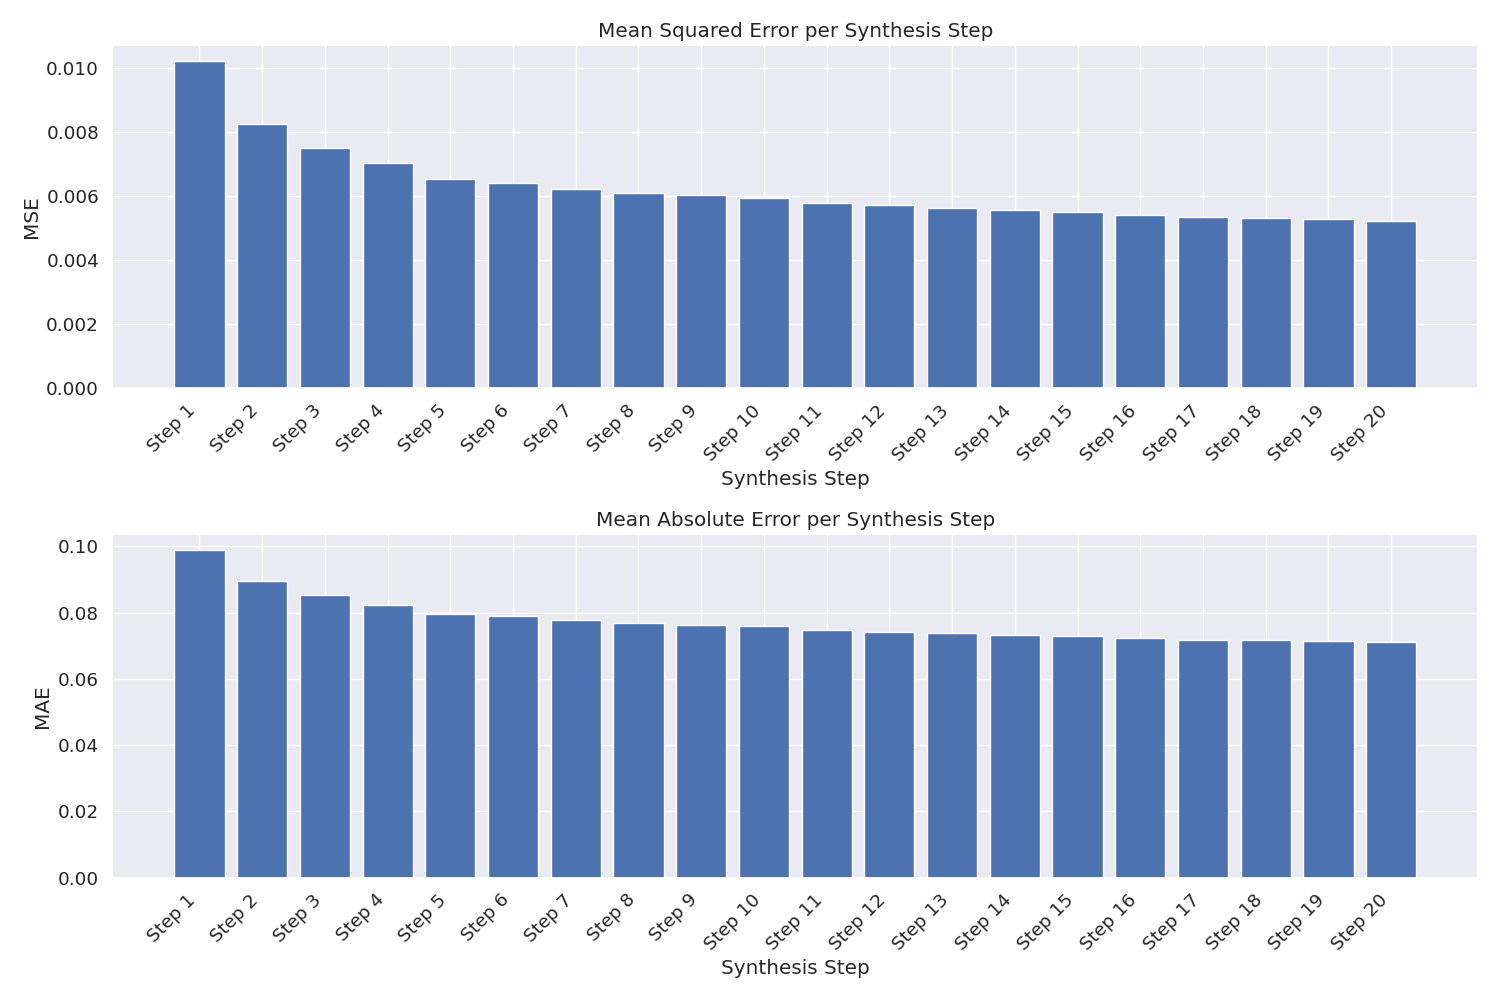 Mean Squared Error per Synthesis Step
0.010
0.008
0.006
0.004
0.002
0.000
MSE
Step 1
Step 2
Step 3
Step 4
Step 5
Step 6
Step 7
Step 8
Step 9
Step 10
Step 11
Step 12
Step 13
Step 14
Step 15
Step 16
Step 17
Step 18
Step 19
Step 20
Synthesis Step
Mean Absolute Error per Synthesis Step
0.10
0.08
0.06
0.04
0.02
0.00
MAE
Step 1
Step 2
Step 3
Step 4
Step 5
Step 6
Step 7
Step 8
Step 9
Step 10
Step 11
Step 12
Step 13
Step 14
Step 15
Step 16
Step 17
Step 18
Step 19
Step 20
Synthesis Step